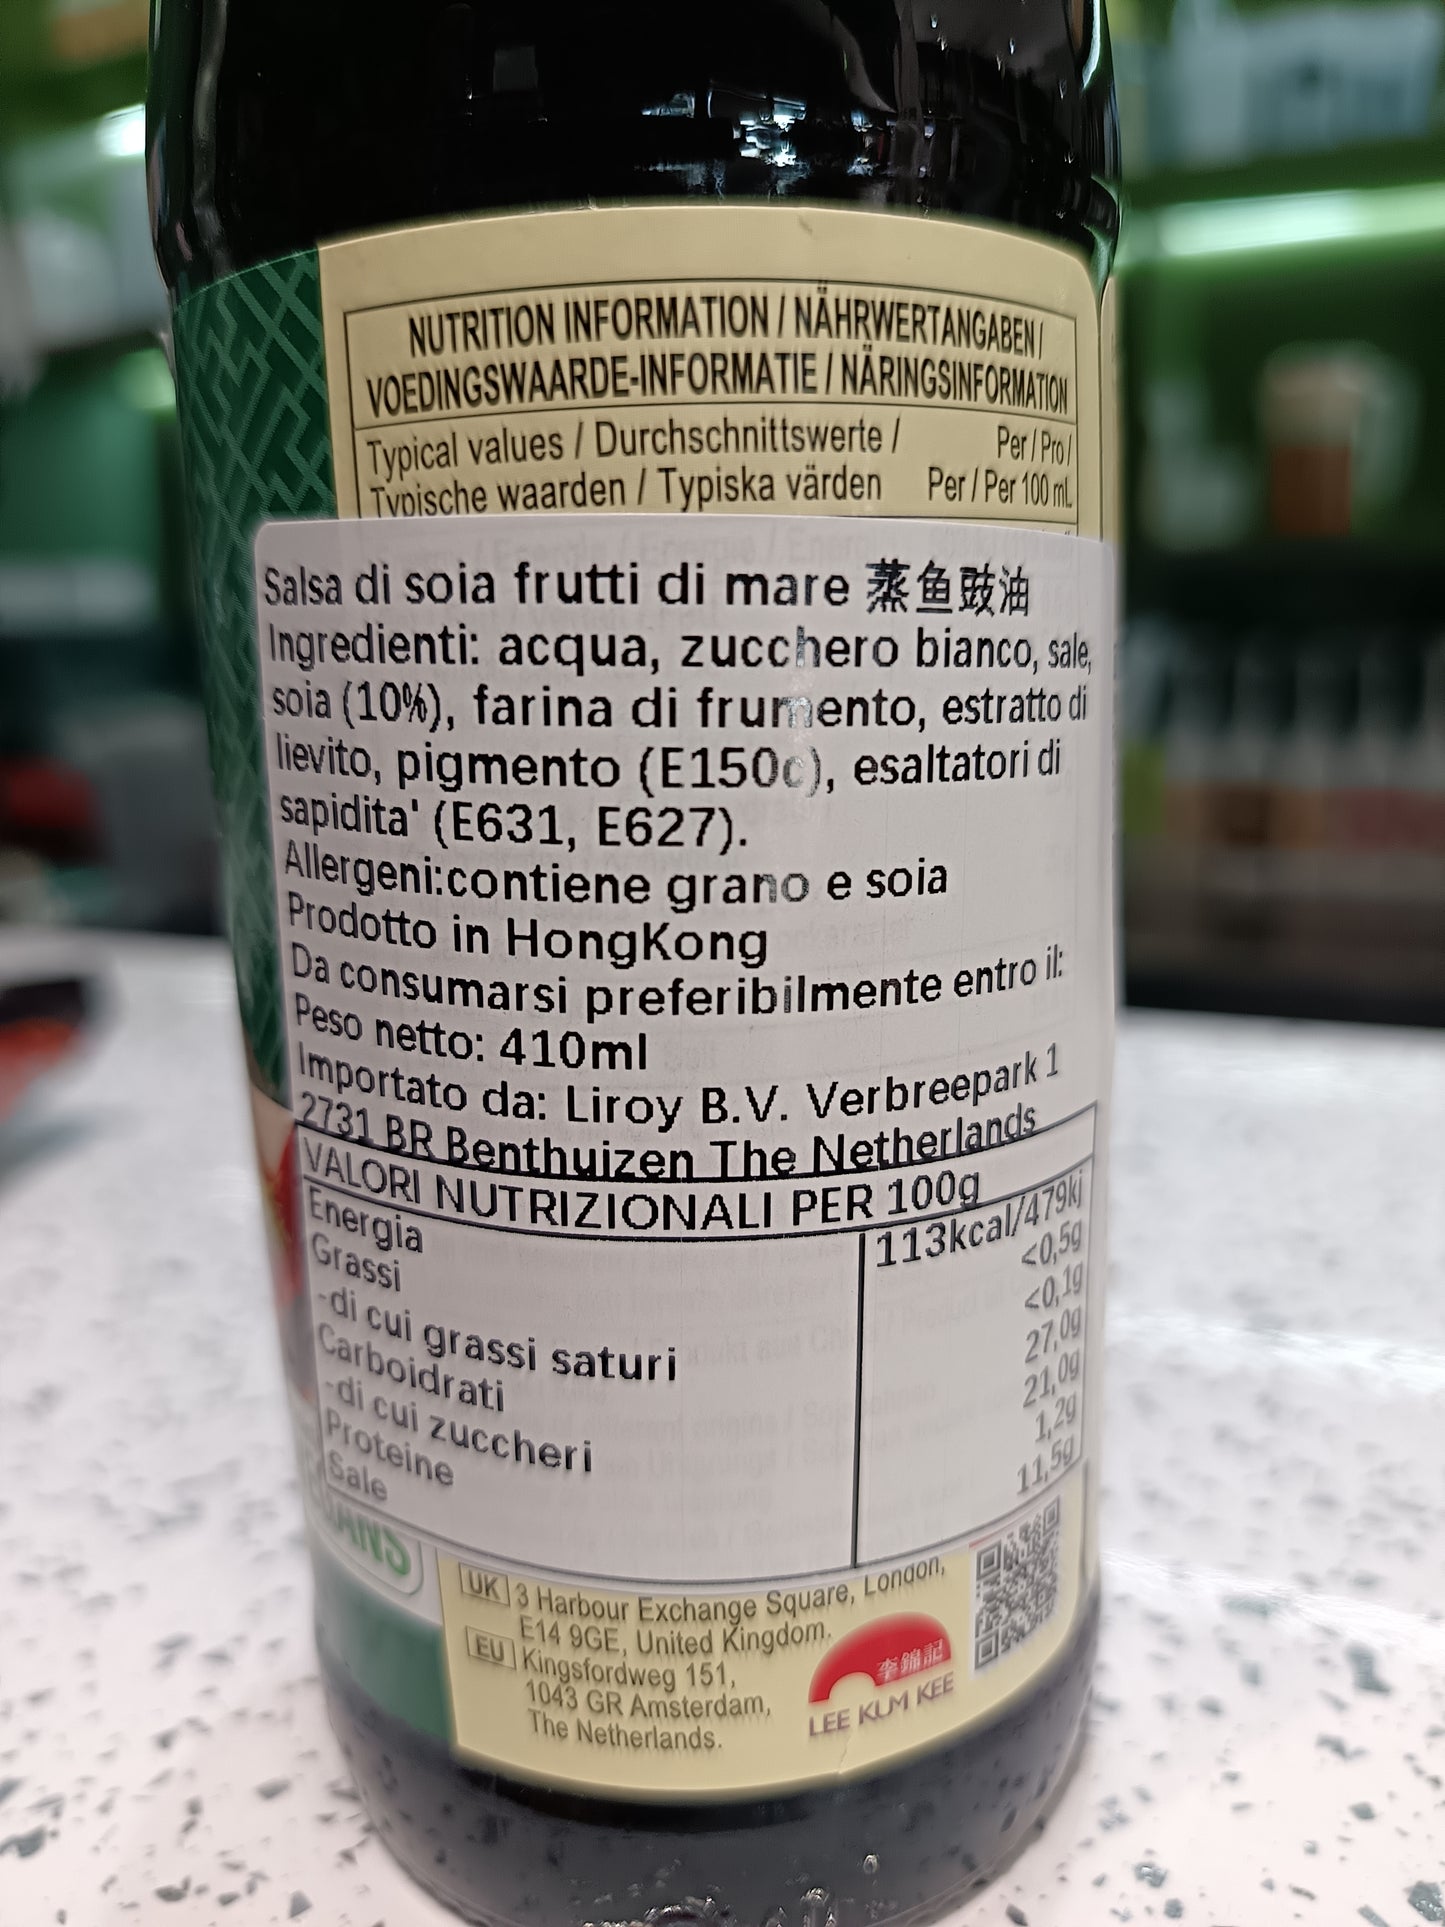 NUTRITION INFORMATION / NÄHRWERTANGABEN /
VOEDINGSWAARDE-INFORMATIE / NÄRINGSINFORMATION
Typical values / Durchschnittswerte / Per / Pro /
Typische waarden / Typiska värden Per / Per 100 mL
Salsa di soia frutti di mare 蒸鱼豉油
Ingredienti: acqua, zucchero bianco, sale,
soia (10%), farina di frumento, estratto di
lievito, pigmento (E150c), esaltatori di
sapidita' (E631, E627).
Allergeni:contiene grano e soia
Prodotto in HongKong
Da consumarsi preferibilmente entro il:
Peso netto: 410ml
Importato da: Liroy B.V. Verbreepark 1
2731 BR Benthuizen The Netherlands
VALORI NUTRIZIONALI PER 100g
Energia 113kcal/479kj
Grassi <0,5g
-di cui grassi saturi <0,1g
Carboidrati 27,0g
-di cui zuccheri 21,0g
Proteine 1,2g
Sale 11,5g
UK 3 Harbour Exchange Square, London,
E14 9GE, United Kingdom.
EU Kingsfordweg 151,
1043 GR Amsterdam,
The Netherlands.
李錦記
LEE KUM KEE